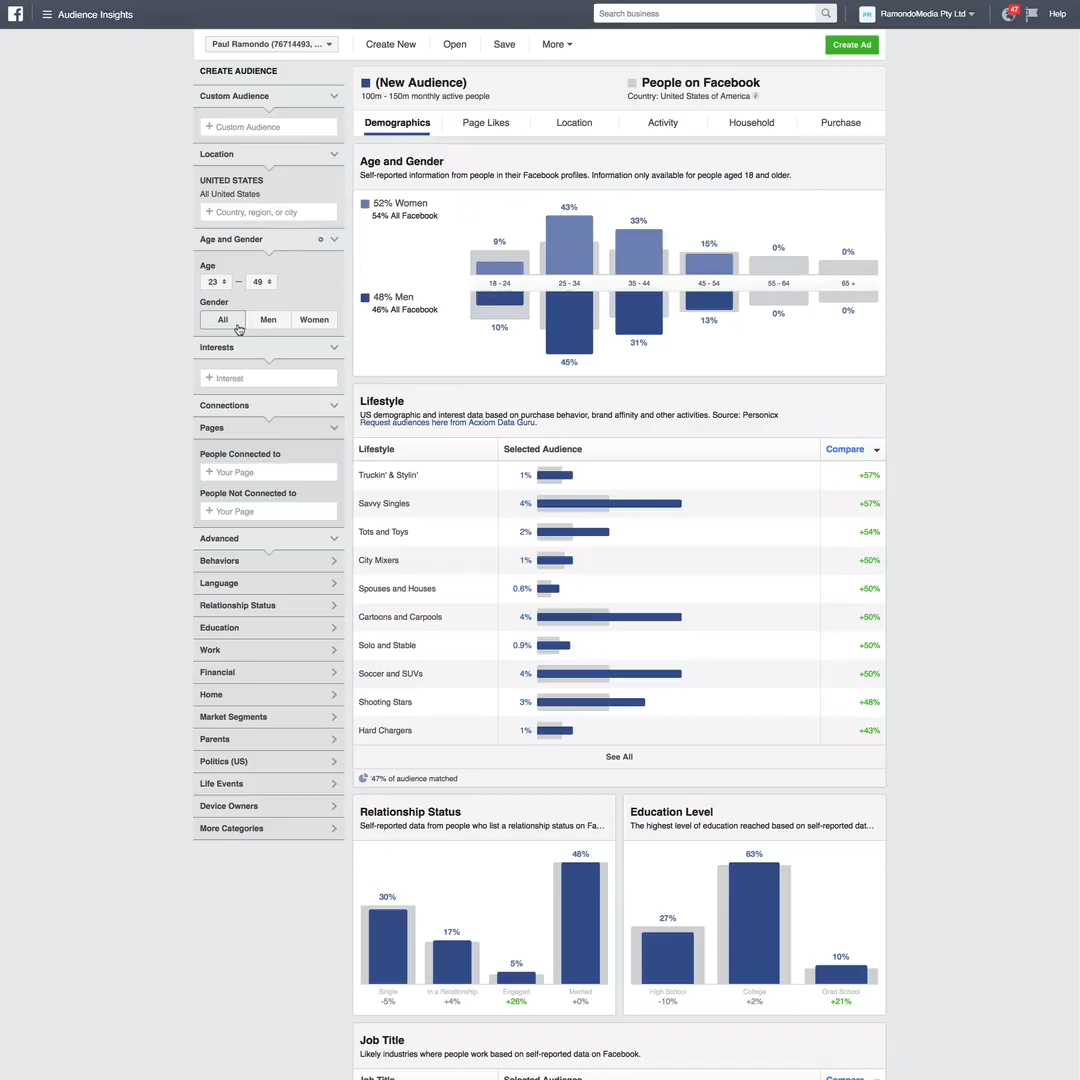 Audience Insights
Search business
PR RamondoMedia Pty Ltd
47
Help
Paul Ramondo (76714493, ...
Create New
Open
Save
More
Create Ad
CREATE AUDIENCE
Custom Audience
+ Custom Audience
Location
UNITED STATES
All United States
+ Country, region, or city
Age and Gender
Age
23 — 49
Gender
All Men Women
Interests
+ Interest
Connections
Pages
People Connected to
+ Your Page
People Not Connected to
+ Your Page
Advanced
Behaviors
Language
Relationship Status
Education
Work
Financial
Home
Market Segments
Parents
Politics (US)
Life Events
Device Owners
More Categories
(New Audience)
100m - 150m monthly active people
People on Facebook
Country: United States of America
Demographics Page Likes Location Activity Household Purchase
Age and Gender
Self-reported information from people in their Facebook profiles. Information only available for people aged 18 and older.
52% Women
54% All Facebook
9% 43% 33% 15% 0% 0%
18 - 24 25 - 34 35 - 44 45 - 54 55 - 64 65 +
48% Men
46% All Facebook
10% 45% 31% 13% 0% 0%
Lifestyle
US demographic and interest data based on purchase behavior, brand affinity and other activities. Source: Personicx
Request audiences here from Acxiom Data Guru.
Lifestyle Selected Audience Compare
Truckin' & Stylin' 1% +57%
Savvy Singles 4% +57%
Tots and Toys 2% +54%
City Mixers 1% +50%
Spouses and Houses 0.6% +50%
Cartoons and Carpools 4% +50%
Solo and Stable 0.9% +50%
Soccer and SUVs 4% +50%
Shooting Stars 3% +48%
Hard Chargers 1% +43%
See All
47% of audience matched
Relationship Status
Self-reported data from people who list a relationship status on Fa...
30% 17% 5% 48%
Single In a Relationship Engaged Married
-5% +4% +26% +0%
Education Level
The highest level of education reached based on self-reported dat...
27% 63% 10%
High School College Grad School
-10% +2% +21%
Job Title
Likely industries where people work based on self-reported data on Facebook.
Job Title Selected Audience Compare